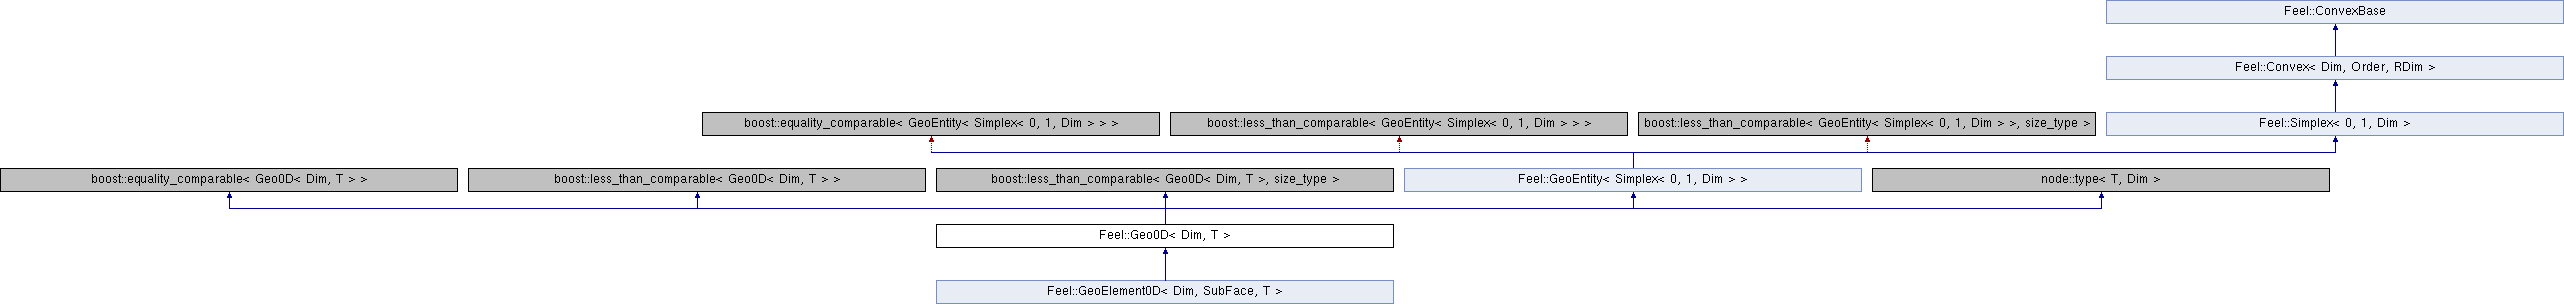 Feel::ConvexBase
Feel::Convex< Dim, Order, RDim >
boost::equality_comparable< GeoEntity< Simplex< 0, 1, Dim > > >
boost::less_than_comparable< GeoEntity< Simplex< 0, 1, Dim > > >
boost::less_than_comparable< GeoEntity< Simplex< 0, 1, Dim > >, size_type >
Feel::Simplex< 0, 1, Dim >
boost::equality_comparable< Geo0D< Dim, T > >
boost::less_than_comparable< Geo0D< Dim, T > >
boost::less_than_comparable< Geo0D< Dim, T >, size_type >
Feel::GeoEntity< Simplex< 0, 1, Dim > >
node::type< T, Dim >
Feel::Geo0D< Dim, T >
Feel::GeoElement0D< Dim, SubFace, T >